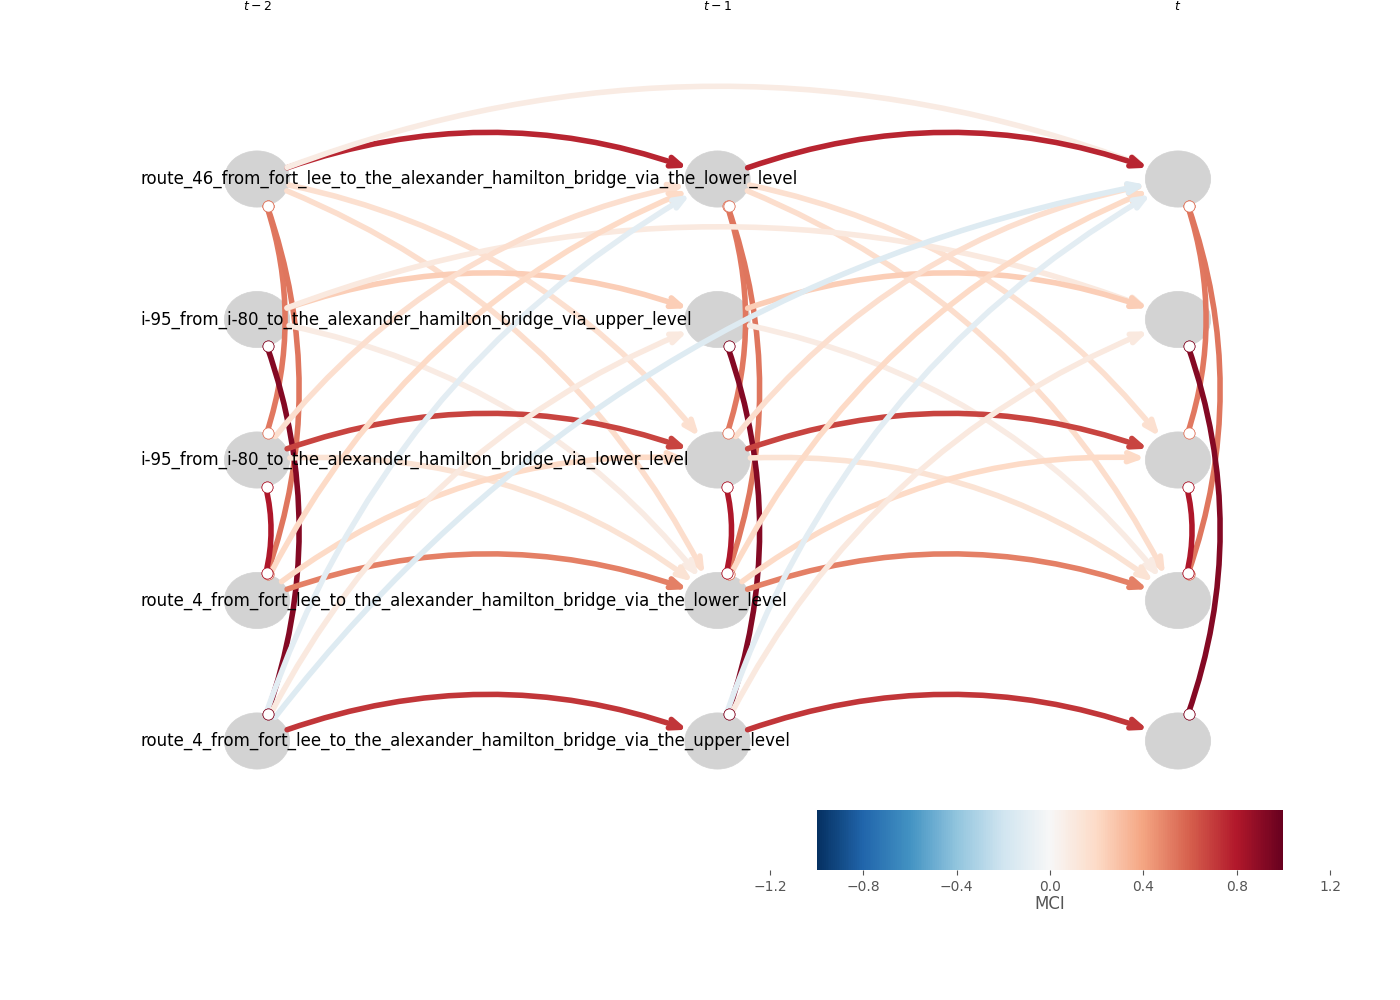 t − 2 t − 1 t
route_46_from_fort_lee_to_the_alexander_hamilton_bridge_via_the_lower_level
i-95_from_i-80_to_the_alexander_hamilton_bridge_via_upper_level
i-95_from_i-80_to_the_alexander_hamilton_bridge_via_lower_level
route_4_from_fort_lee_to_the_alexander_hamilton_bridge_via_the_lower_level
route_4_from_fort_lee_to_the_alexander_hamilton_bridge_via_the_upper_level
−1.2 −0.8 −0.4 0.0 0.4 0.8 1.2
MCI